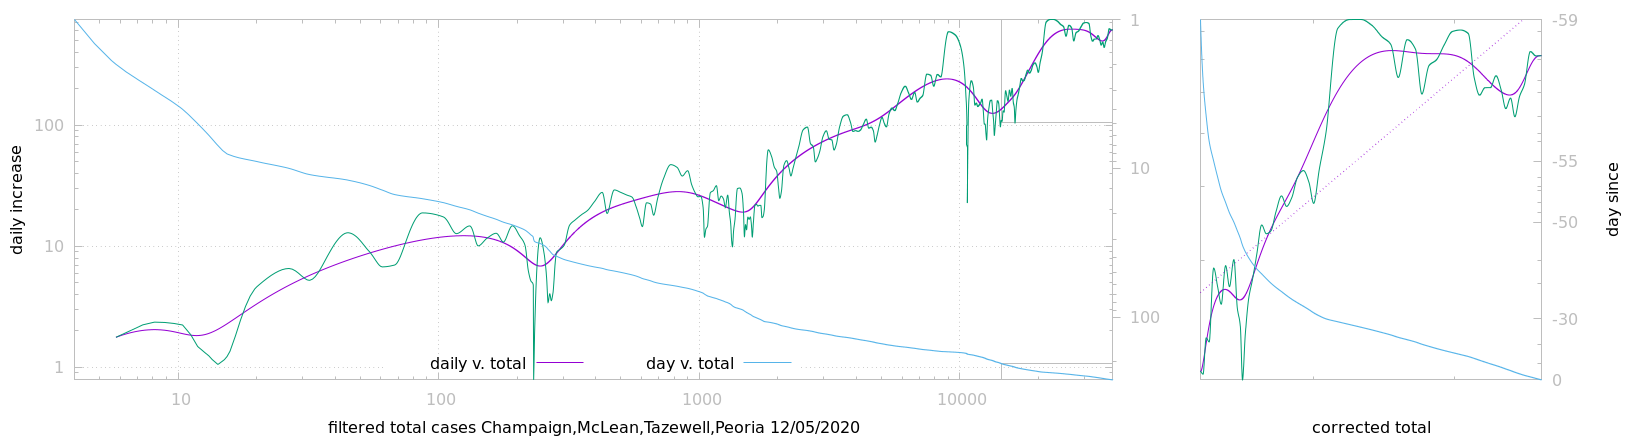 daily increase
100
10
1
10
100
1000
10000
1
10
100
daily v. total
day v. total
filtered total cases Champaign,McLean,Tazewell,Peoria 12/05/2020
-59
-55
-50
-30
0
day since
corrected total